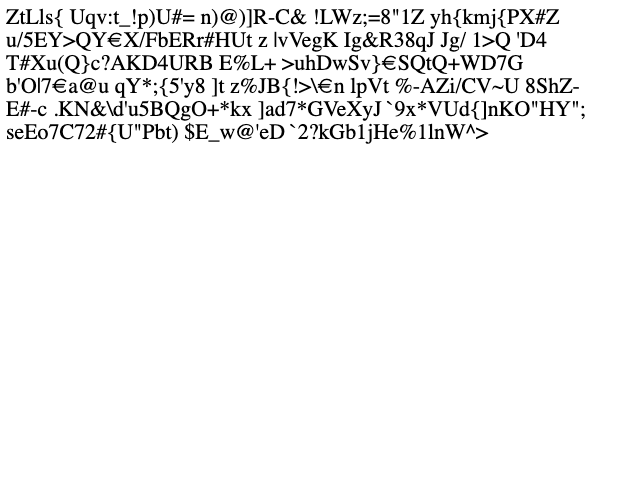 ZtLls{ Uqv:t_!p)U#= n)@)]R-C& !LWz;=8"1Z yh{kmj{PX#Z
u/5EY>QY€X/FbERr#HUt z |vVegK Ig&R38qJ Jg/ 1>Q 'D4
T#Xu(Q}c?AKD4URB E%L+ >uhDwSv}€SQtQ+WD7G
b'O|7€a@u qY*;{5'y8 ]t z%JB{!>\€n lpVt %-AZi/CV~U 8ShZ-
E#-c .KN&\d'u5BQgO+*kx ]ad7*GVeXyJ`9x*VUd{]nKO"HY";
seEo7C72#{U"Pbt) $E_w@'eD`2?kGb1jHe%1lnW^>